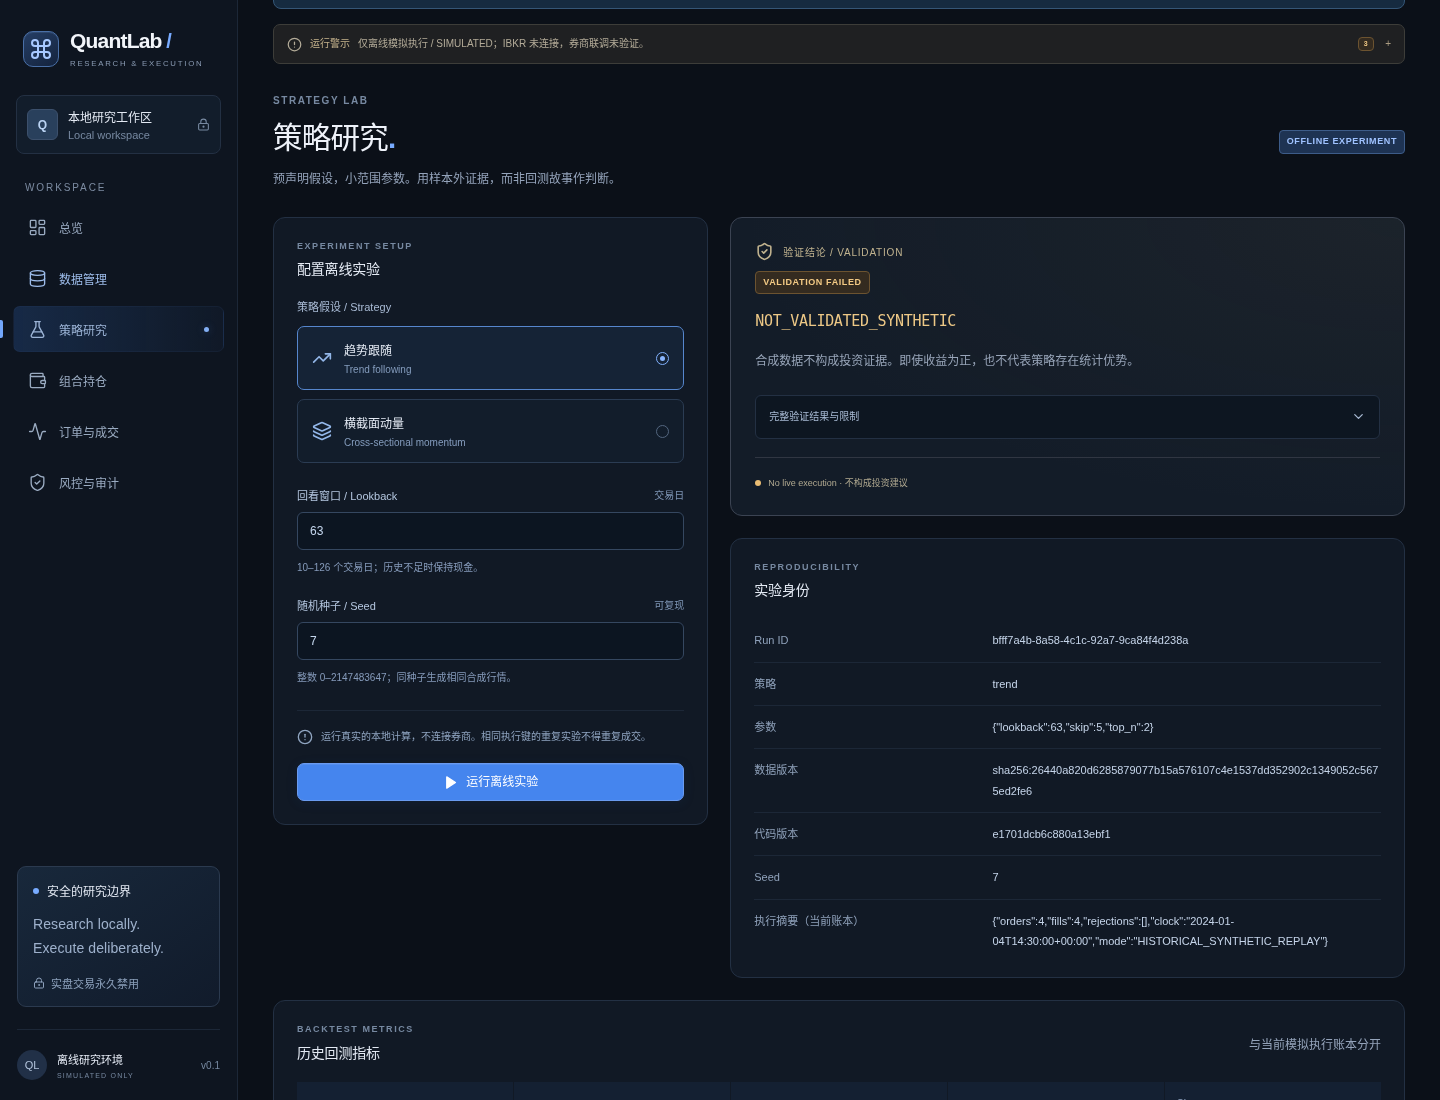 QuantLab /
RESEARCH & EXECUTION
Q
本地研究工作区
Local workspace
WORKSPACE
总览
数据管理
策略研究
组合持仓
订单与成交
风控与审计
安全的研究边界
Research locally.
Execute deliberately.
实盘交易永久禁用
QL
离线研究环境
SIMULATED ONLY
v0.1
运行警示 仅离线模拟执行 / SIMULATED；IBKR 未连接，券商联调未验证。
3 +
STRATEGY LAB
策略研究.
OFFLINE EXPERIMENT
预声明假设，小范围参数。用样本外证据，而非回测故事作判断。
EXPERIMENT SETUP
配置离线实验
策略假设 / Strategy
趋势跟随
Trend following
横截面动量
Cross-sectional momentum
回看窗口 / Lookback 交易日
63
10–126 个交易日；历史不足时保持现金。
随机种子 / Seed 可复现
7
整数 0–2147483647；同种子生成相同合成行情。
运行真实的本地计算，不连接券商。相同执行键的重复实验不得重复成交。
运行离线实验
验证结论 / VALIDATION
VALIDATION FAILED
NOT_VALIDATED_SYNTHETIC
合成数据不构成投资证据。即使收益为正，也不代表策略存在统计优势。
完整验证结果与限制
No live execution · 不构成投资建议
REPRODUCIBILITY
实验身份
Run ID bfff7a4b-8a58-4c1c-92a7-9ca84f4d238a
策略 trend
参数 {"lookback":63,"skip":5,"top_n":2}
数据版本 sha256:26440a820d6285879077b15a576107c4e1537dd352902c1349052c567
5ed2fe6
代码版本 e1701dcb6c880a13ebf1
Seed 7
执行摘要（当前账本） {"orders":4,"fills":4,"rejections":[],"clock":"2024-01-
04T14:30:00+00:00","mode":"HISTORICAL_SYNTHETIC_REPLAY"}
BACKTEST METRICS
历史回测指标
与当前模拟执行账本分开